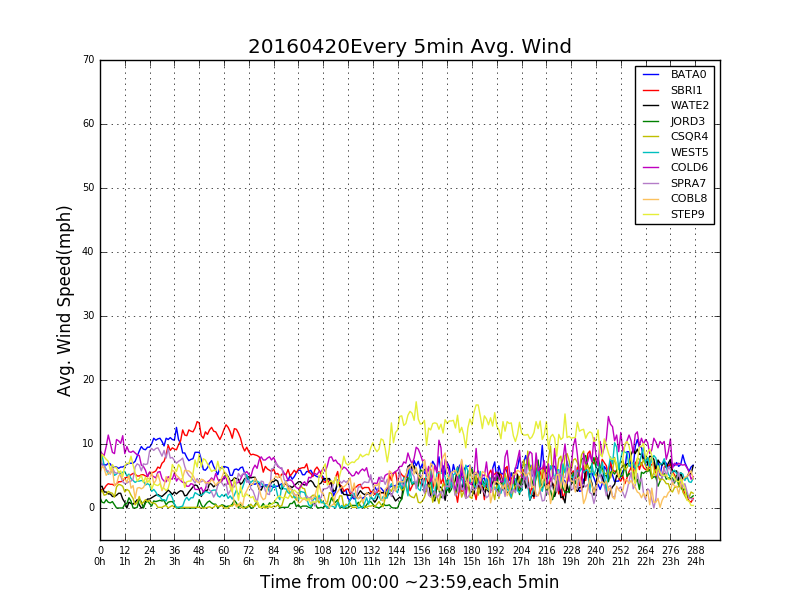 20160420Every 5min Avg. Wind
70
60
50
40
30
20
10
0
Avg. Wind Speed(mph)
BATA0
SBRI1
WATE2
JORD3
CSQR4
WEST5
COLD6
SPRA7
COBL8
STEP9
0 12 24 36 48 60 72 84 96 108 120 132 144 156 168 180 192 204 216 228 240 252 264 276 288
0h 1h 2h 3h 4h 5h 6h 7h 8h 9h 10h 11h 12h 13h 14h 15h 16h 17h 18h 19h 20h 21h 22h 23h 24h
Time from 00:00 ~23:59,each 5min